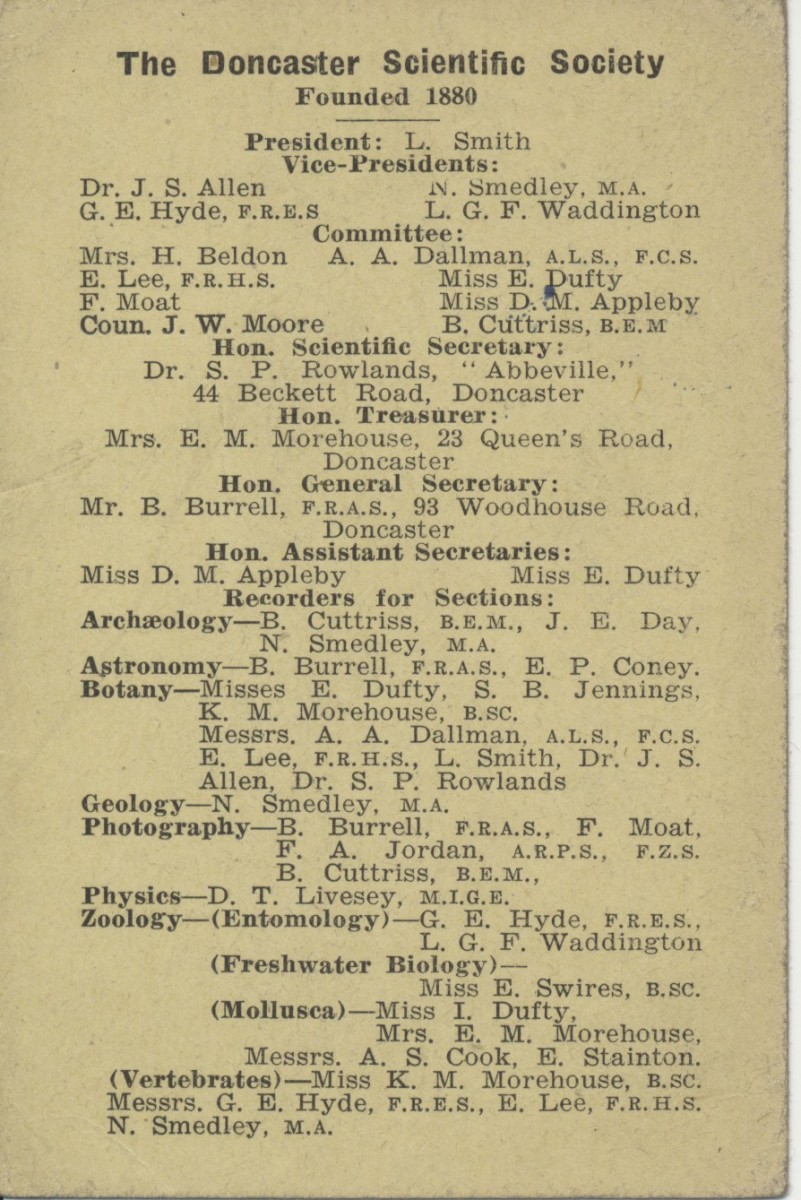 The Doncaster Scientific Society
Founded 1880
President: L. Smith
Vice-Presidents:
Dr. J. S. Allen N. Smedley, M.A.
G. E. Hyde, F.R.E.S L. G. F. Waddington
Committee:
Mrs. H. Beldon A. A. Dallman, A.L.S., F.C.S.
E. Lee, F.R.H.S. Miss E. Dufty
F. Moat Miss D. M. Appleby
Coun. J. W. Moore B. Cuttriss, B.E.M
Hon. Scientific Secretary:
Dr. S. P. Rowlands, "Abbeville,"
44 Beckett Road, Doncaster
Hon. Treasurer:
Mrs. E. M. Morehouse, 23 Queen's Road,
Doncaster
Hon. General Secretary:
Mr. B. Burrell, F.R.A.S., 93 Woodhouse Road,
Doncaster
Hon. Assistant Secretaries:
Miss D. M. Appleby Miss E. Dufty
Recorders for Sections:
Archæology—B. Cuttriss, B.E.M., J. E. Day,
N. Smedley, M.A.
Astronomy—B. Burrell, F.R.A.S., E. P. Coney.
Botany—Misses E. Dufty, S. B. Jennings,
K. M. Morehouse, B.SC.
Messrs. A. A. Dallman, A.L.S., F.C.S.
E. Lee, F.R.H.S., L. Smith, Dr. J. S.
Allen, Dr. S. P. Rowlands
Geology—N. Smedley, M.A.
Photography—B. Burrell, F.R.A.S., F. Moat,
F. A. Jordan, A.R.P.S., F.Z.S.
B. Cuttriss, B.E.M.,
Physics—D. T. Livesey, M.I.G.E.
Zoology—(Entomology)—G. E. Hyde, F.R.E.S.,
L. G. F. Waddington
(Freshwater Biology)—
Miss E. Swires, B.SC.
(Mollusca)—Miss I. Dufty,
Mrs. E. M. Morehouse,
Messrs. A. S. Cook, E. Stainton.
(Vertebrates)—Miss K. M. Morehouse, B.SC.
Messrs. G. E. Hyde, F.R.E.S., E. Lee, F.R.H.S.
N. Smedley, M.A.